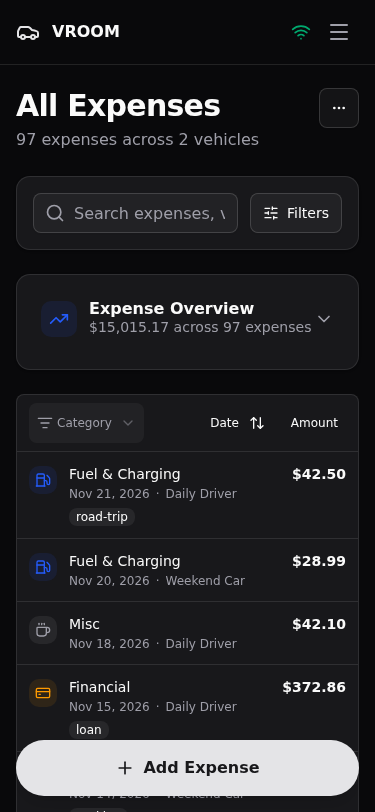 VROOM
All Expenses
97 expenses across 2 vehicles
Search expenses,
Filters
Expense Overview
$15,015.17 across 97 expenses
Category
Date
Amount
Fuel & Charging
$42.50
Nov 21, 2026 · Daily Driver
road-trip
Fuel & Charging
$28.99
Nov 20, 2026 · Weekend Car
Misc
$42.10
Nov 18, 2026 · Daily Driver
Financial
$372.86
Nov 15, 2026 · Daily Driver
loan
Add Expense